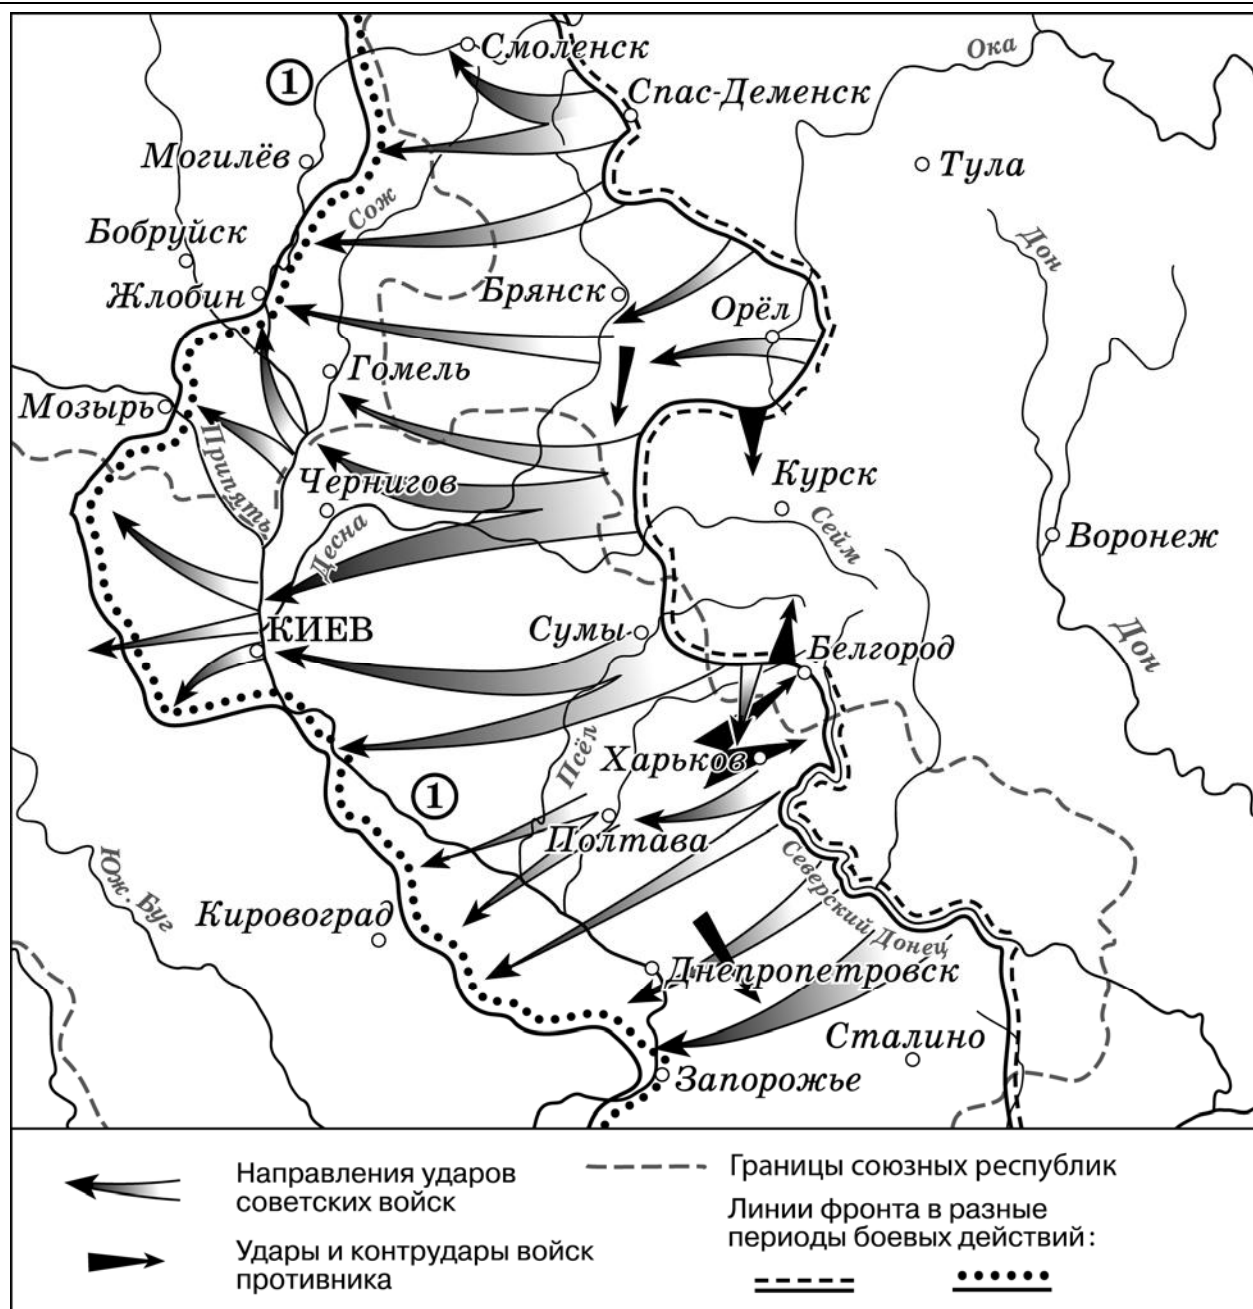 Смоленск
Ока
1
Спас-Деменск
Могилёв
Тула
Сож
Дон
Бобруйск
Жлобин
Брянск
Орёл
Гомель
Мозырь
Припять
Чернигов
Курск
Десна
Сейм
Воронеж
КИЕВ
Сумы
Белгород
Дон
Псёл
Харьков
1
Полтава
Юж. Буг
Северский Донец
Кировоград
Днепропетровск
Сталино
Запорожье
Направления ударов
советских войск
Удары и контрудары войск
противника
Границы союзных республик
Линии фронта в разные
периоды боевых действий: